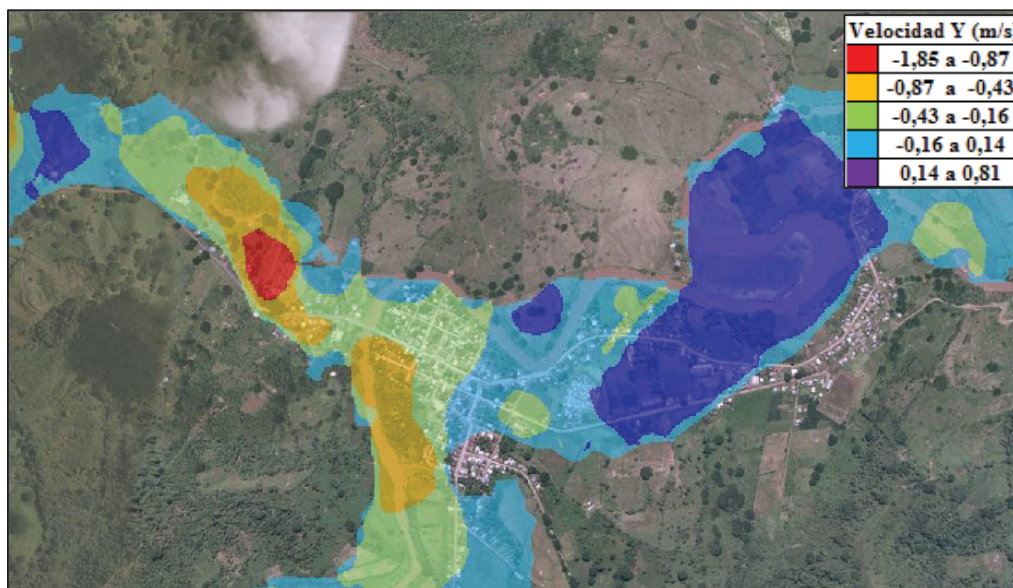 Velocidad Y (m/s)
-1,85 a -0,87
-0,87 a -0,43
-0,43 a -0,16
-0,16 a 0,14
0,14 a 0,81